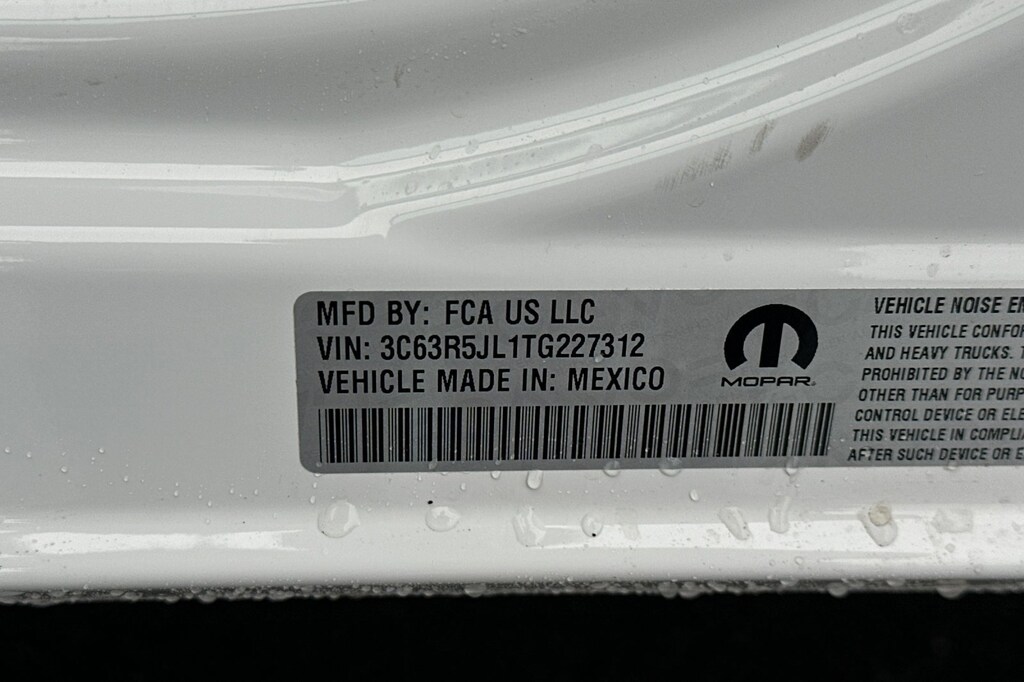 MFD BY: FCA US LLC
VIN: 3C63R5JL1TG227312
VEHICLE MADE IN: MEXICO
MOPAR
VEHICLE NOISE
THIS VEHICLE
AND HEAVY TRUCKS.
PROHIBITED BY THE
OTHER THAN FOR
CONTROL DEVICE OR
THIS VEHICLE IN
AFTER SUCH DEVICE OR